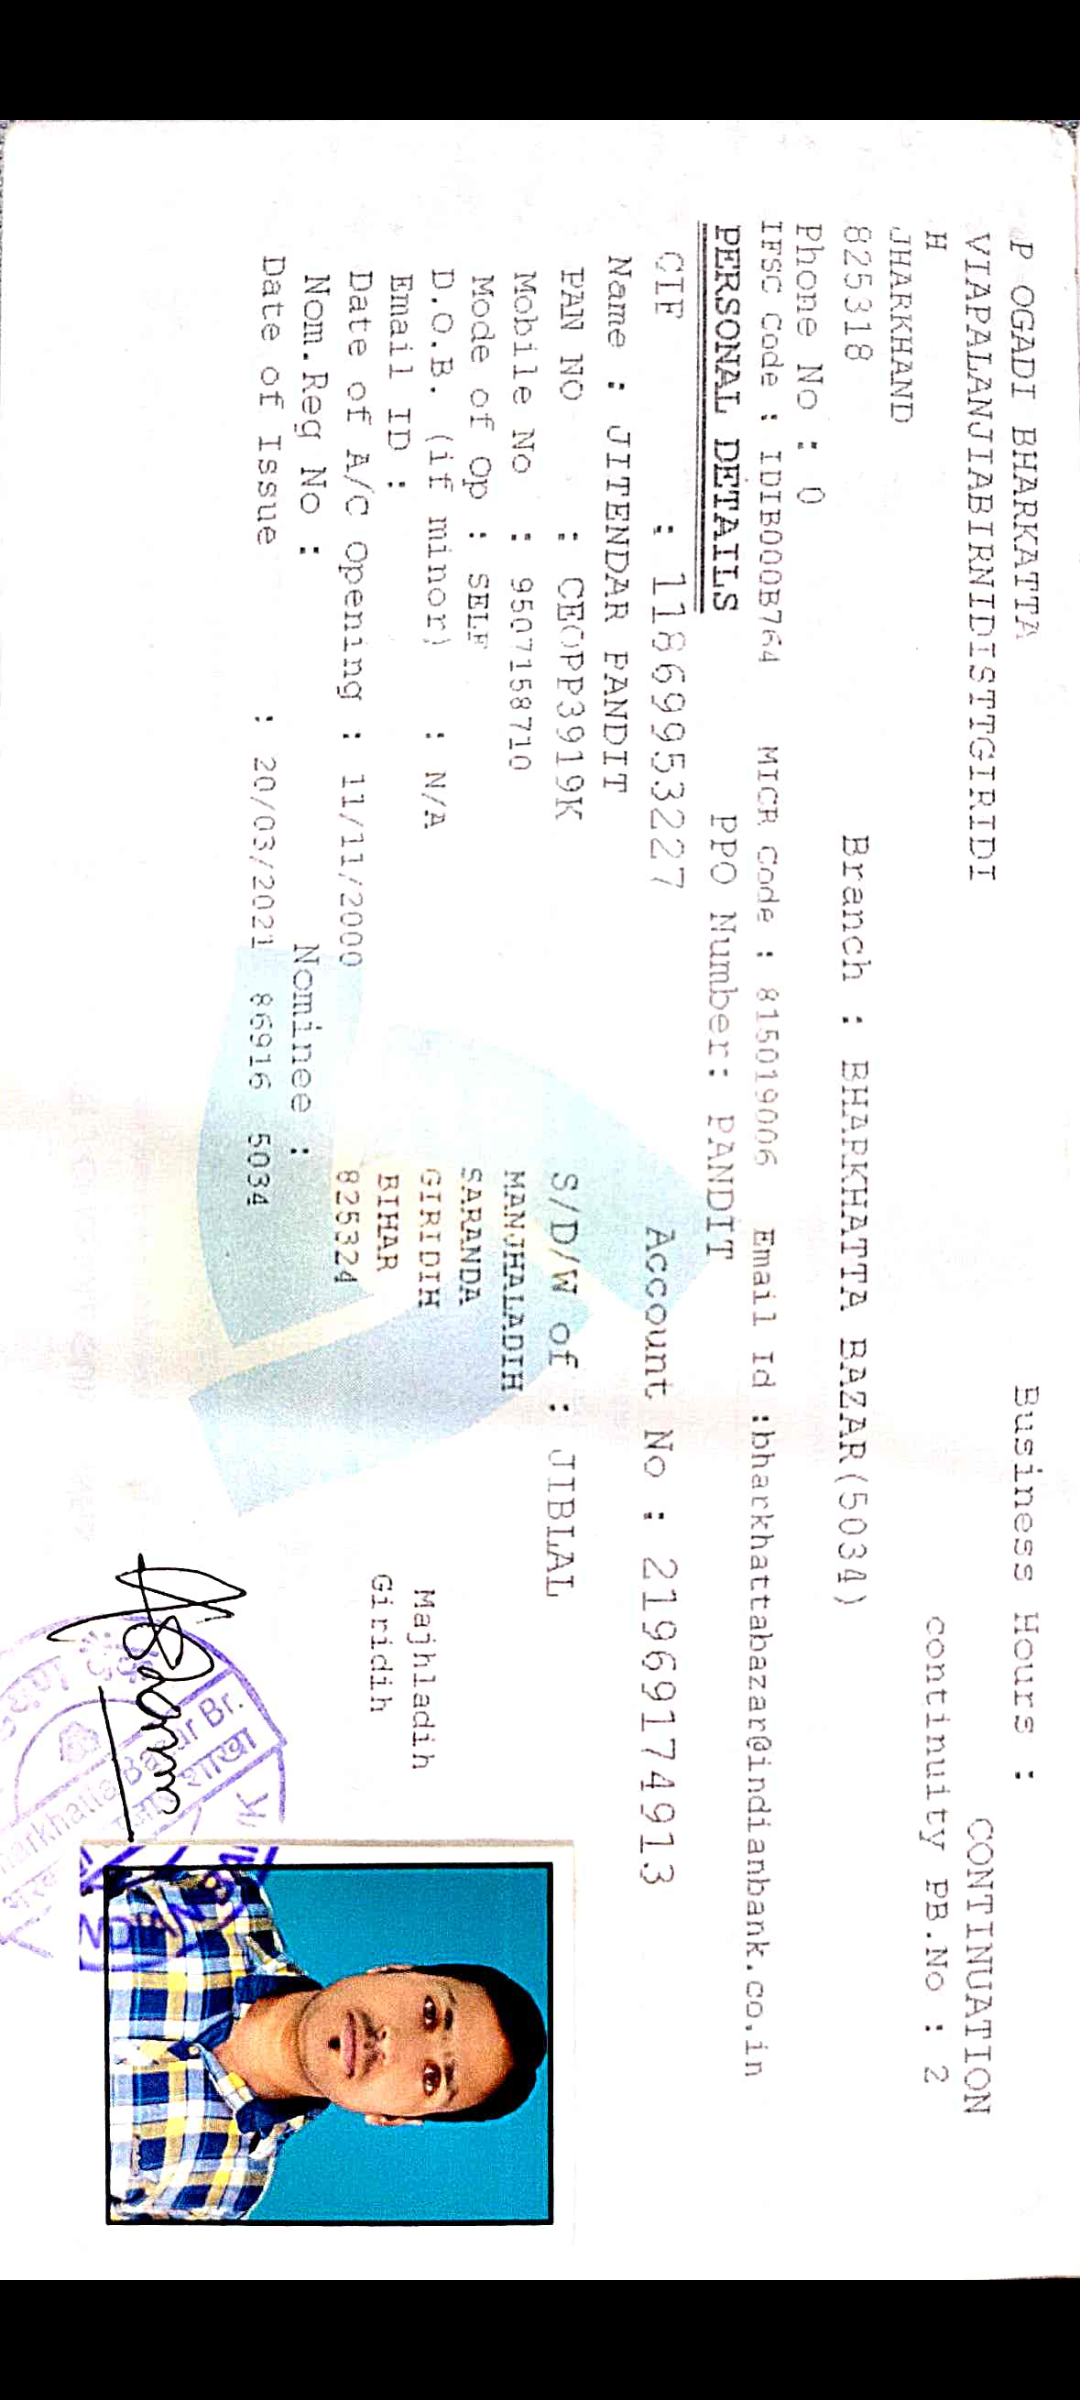 P OGADI BHARKATTA
Business Hours :
VIAPALANJIABIRNIDISTTGIRIDI
CONTINUATION
H
continuity PB.No : 2
JHARKHAND
825318
Branch : BHARKHATTA BAZAR(5034)
Phone No : 0
IFSC Code : IDIB000B764 MICR Code : 815019006 Email Id :bharkhattabazar@indianbank.co.in
PERSONAL DETAILS PPO Number: PANDIT
CIF : 11869953227 Account No : 21969174913
Name : JITENDAR PANDIT
PAN NO : CEOPP3919K S/D/W of : JIBLAL
Mobile No : 9507158710 MANJHALADIH
Mode of Op : SELF SARANDA
D.O.B. (if minor) : N/A GIRIDIH Majhladih
Email ID : BIHAR Giridih
Date of A/C Opening : 11/11/2000 825324
Nom.Reg No : Nominee :
Date of Issue : 20/03/2021 86916 5034
Bazar Br.
शाखा